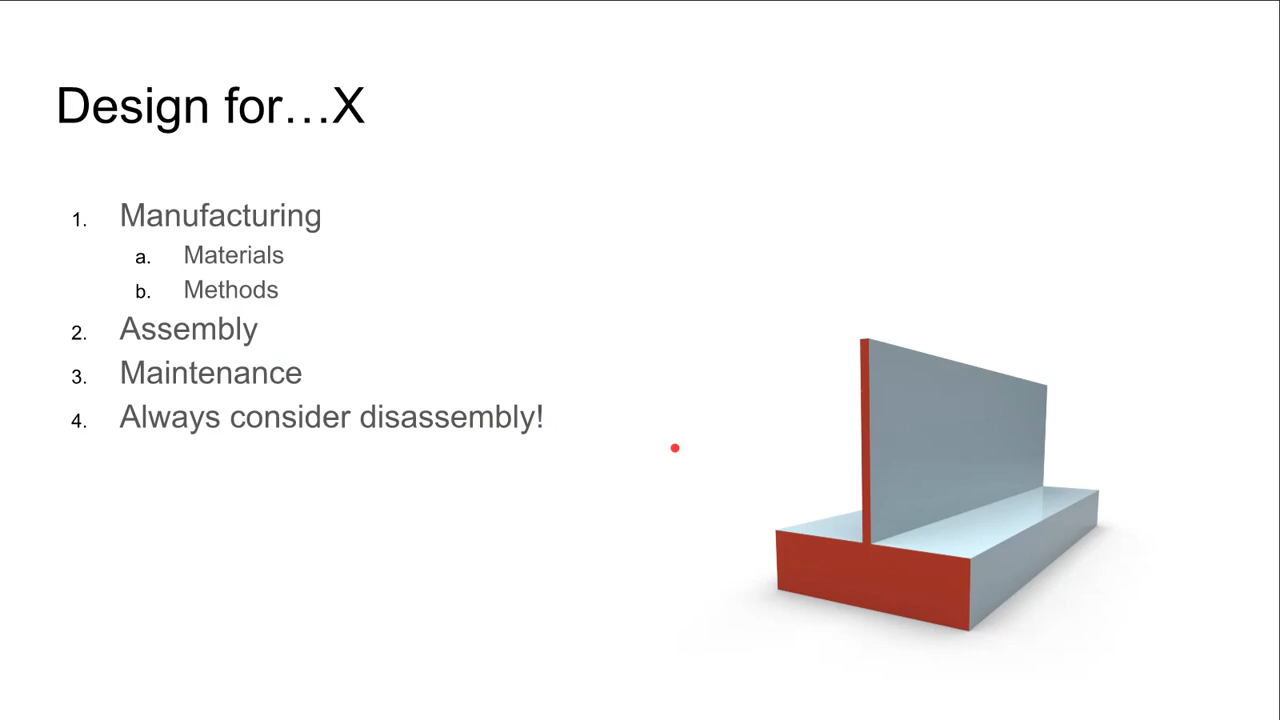 Design for…X
1. Manufacturing
a. Materials
b. Methods
2. Assembly
3. Maintenance
4. Always consider disassembly!